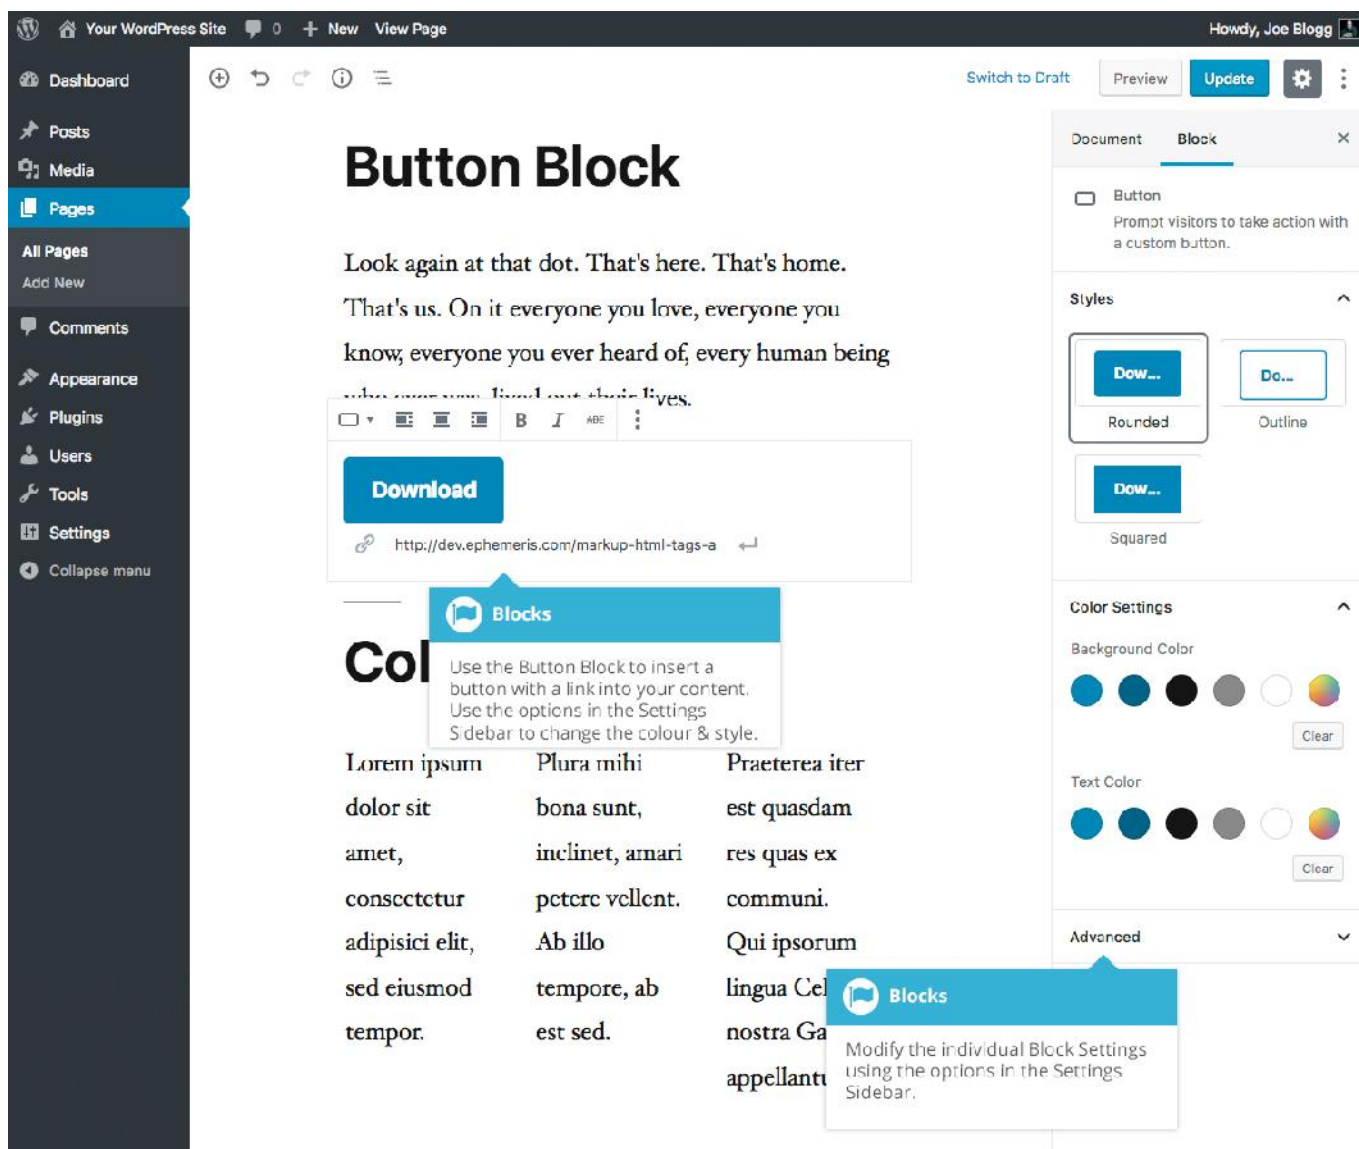 Your WordPress Site 0 New View Page Howdy, Joe Blogg
Dashboard
Posts
Media
Pages
All Pages
Add New
Comments
Appearance
Plugins
Users
Tools
Settings
Collapse menu
Switch to Draft Preview Update
Button Block
Look again at that dot. That's here. That's home.
That's us. On it everyone you love, everyone you
know, everyone you ever heard of, every human being
who ever was, lived out their lives.
B I ABC
Download
http://dev.ephemeris.com/markup-html-tags-a
Blocks
Use the Button Block to insert a
button with a link into your content.
Use the options in the Settings
Sidebar to change the colour & style.
Col
Lorem ipsum
dolor sit
amet,
consectetur
adipisici elit,
sed eiusmod
tempor.
Plura mihi
bona sunt,
inclinet, amari
petere vellent.
Ab illo
tempore, ab
est sed.
Praeterea iter
est quasdam
res quas ex
communi.
Qui ipsorum
lingua Cel
nostra Ga
appellantu
Document Block
Button
Prompt visitors to take action with
a custom button.
Styles
Dow...
Rounded
Do...
Outline
Dow...
Squared
Color Settings
Background Color
Clear
Text Color
Clear
Advanced
Blocks
Modify the individual Block Settings
using the options in the Settings
Sidebar.